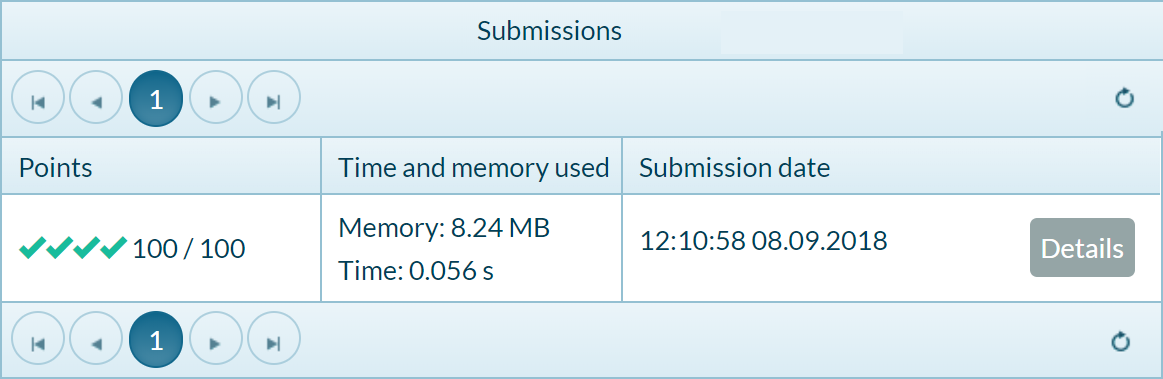 Submissions
1
Points
Time and memory used
Submission date
100 / 100
Memory: 8.24 MB
Time: 0.056 s
12:10:58 08.09.2018
Details
1